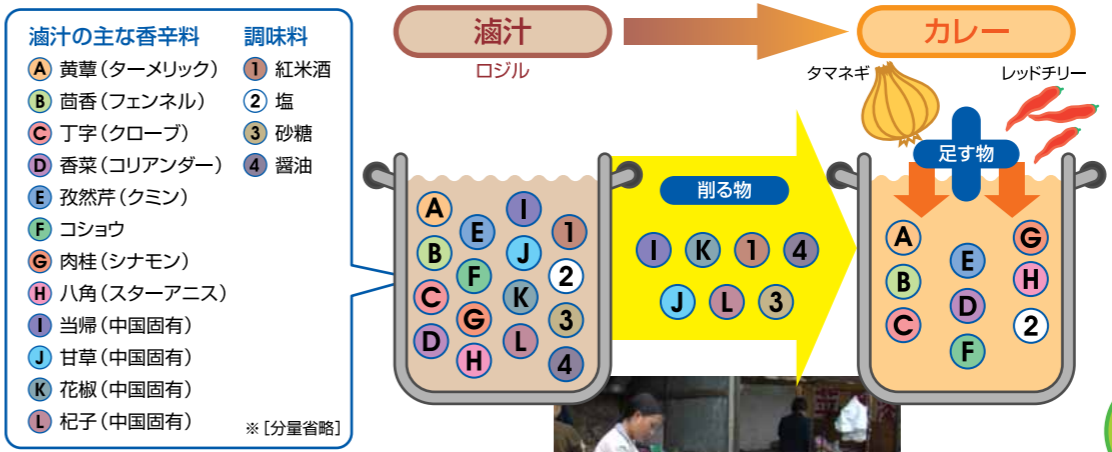 滷汁の主な香辛料
A 黄蕈(ターメリック)
B 茴香(フェンネル)
C 丁字(クローブ)
D 香菜(コリアンダー)
E 孜然芹(クミン)
F コショウ
G 肉桂(シナモン)
H 八角(スターアニス)
I 当帰(中国固有)
J 甘草(中国固有)
K 花椒(中国固有)
L 杞子(中国固有)
調味料
1 紅米酒
2 塩
3 砂糖
4 醤油
※[分量省略]
滷汁
ロジル
カレー
タマネギ
レッドチリー
足す物
削る物
A I
E 1
B J
F 2
C K
G 3
D L
H 4
I K 1 4
J L 3
A G
E
B H
D
C 2
F